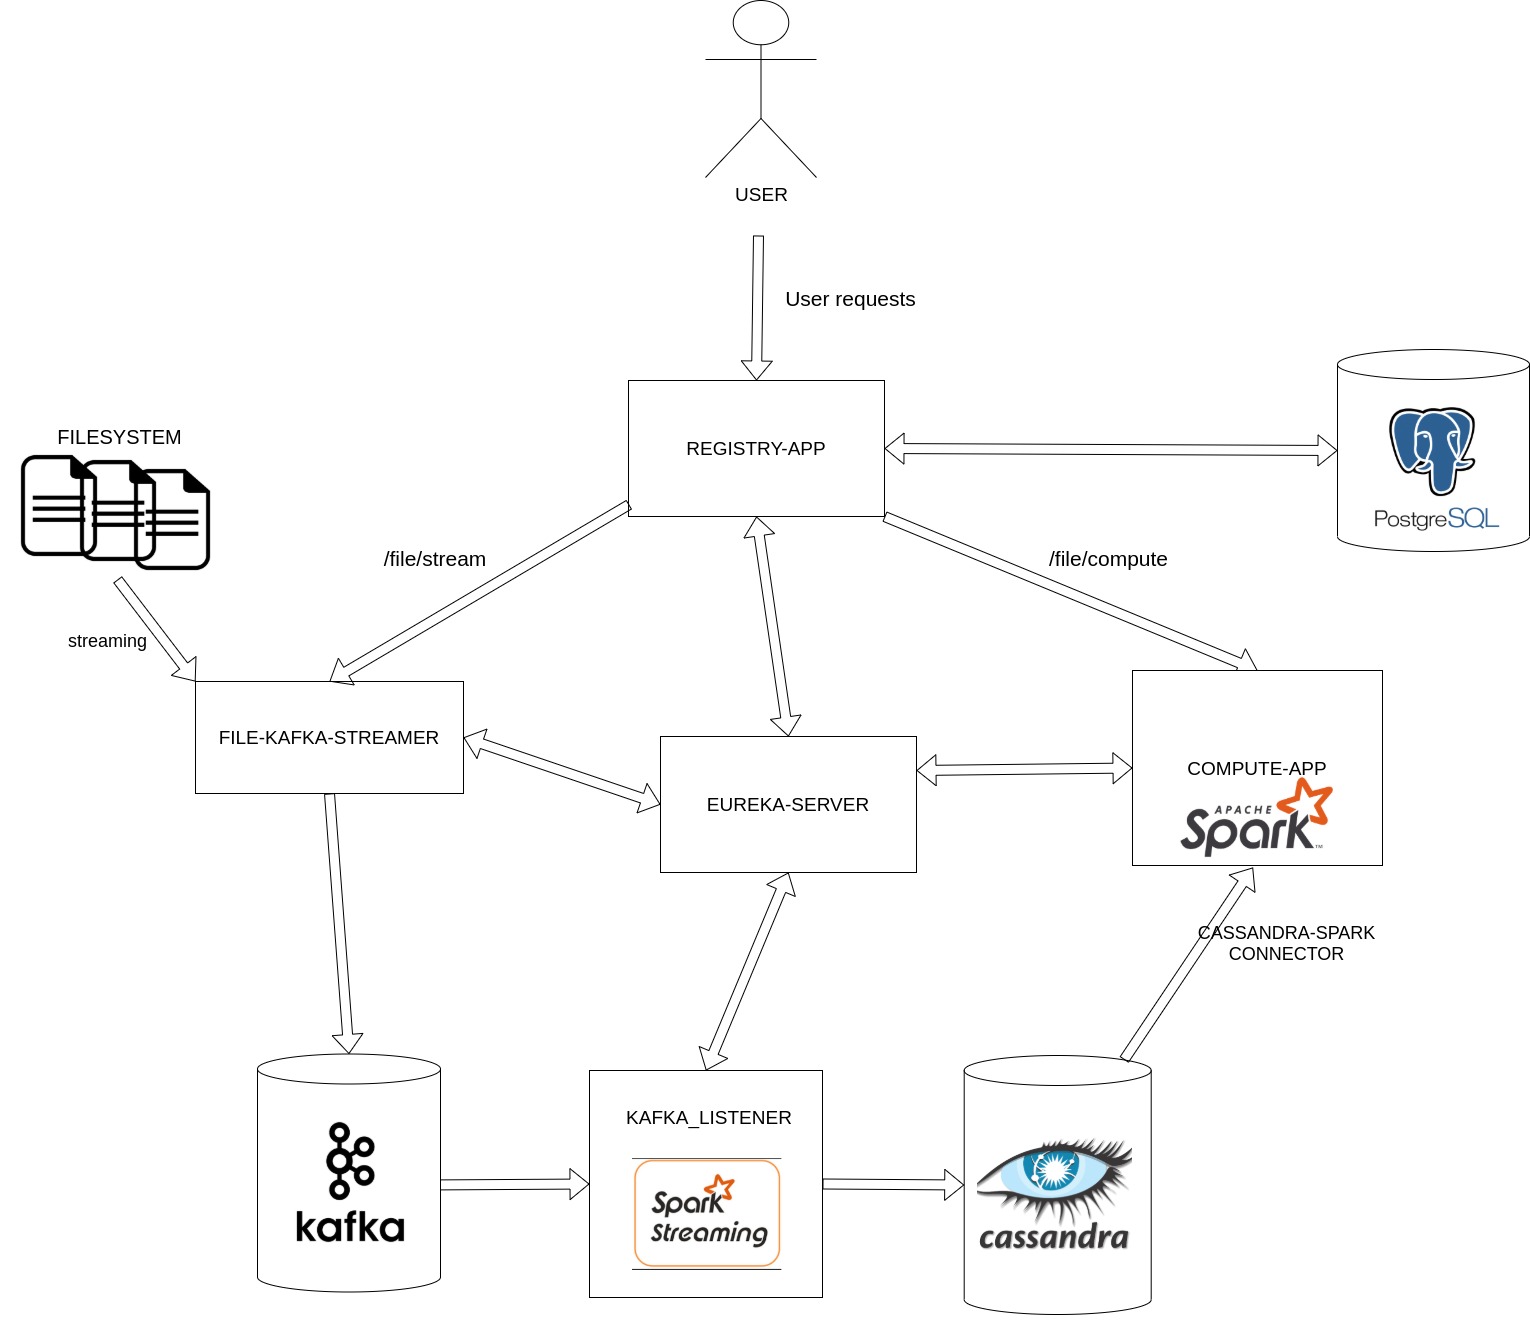 USER
User requests
REGISTRY-APP
PostgreSQL
FILESYSTEM
/file/stream
/file/compute
streaming
FILE-KAFKA-STREAMER
EUREKA-SERVER
COMPUTE-APP
APACHE
Spark™
CASSANDRA-SPARK
CONNECTOR
kafka
KAFKA_LISTENER
Spark
Streaming
cassandra